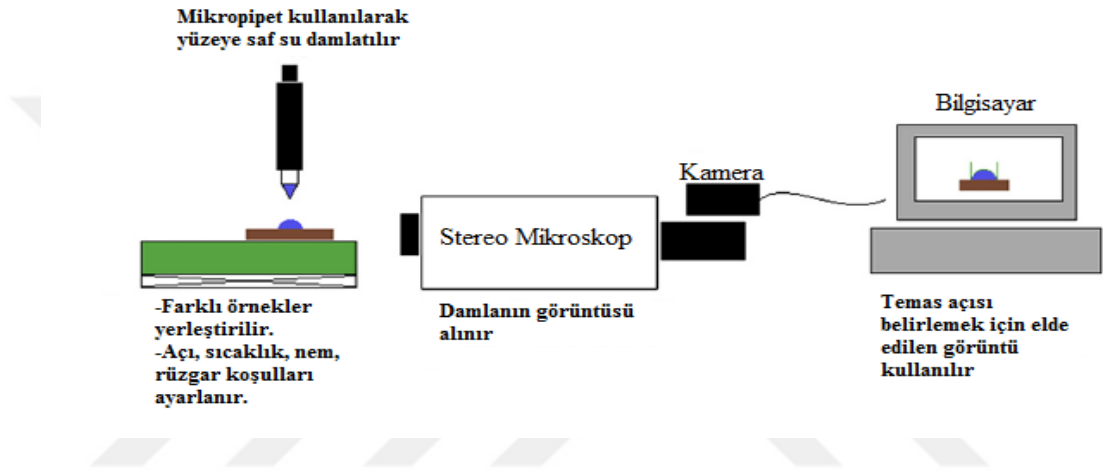 Mikropipet kullanılarak
yüzeye saf su damlatılır
Bilgisayar
Kamera
Stereo Mikroskop
-Farklı örnekler
yerleştirilir.
-Açı, sıcaklık, nem,
rüzgar koşulları
ayarlanır.
Damlanın görüntüsü
alınır
Temas açısı
belirlemek için elde
edilen görüntü
kullanılır